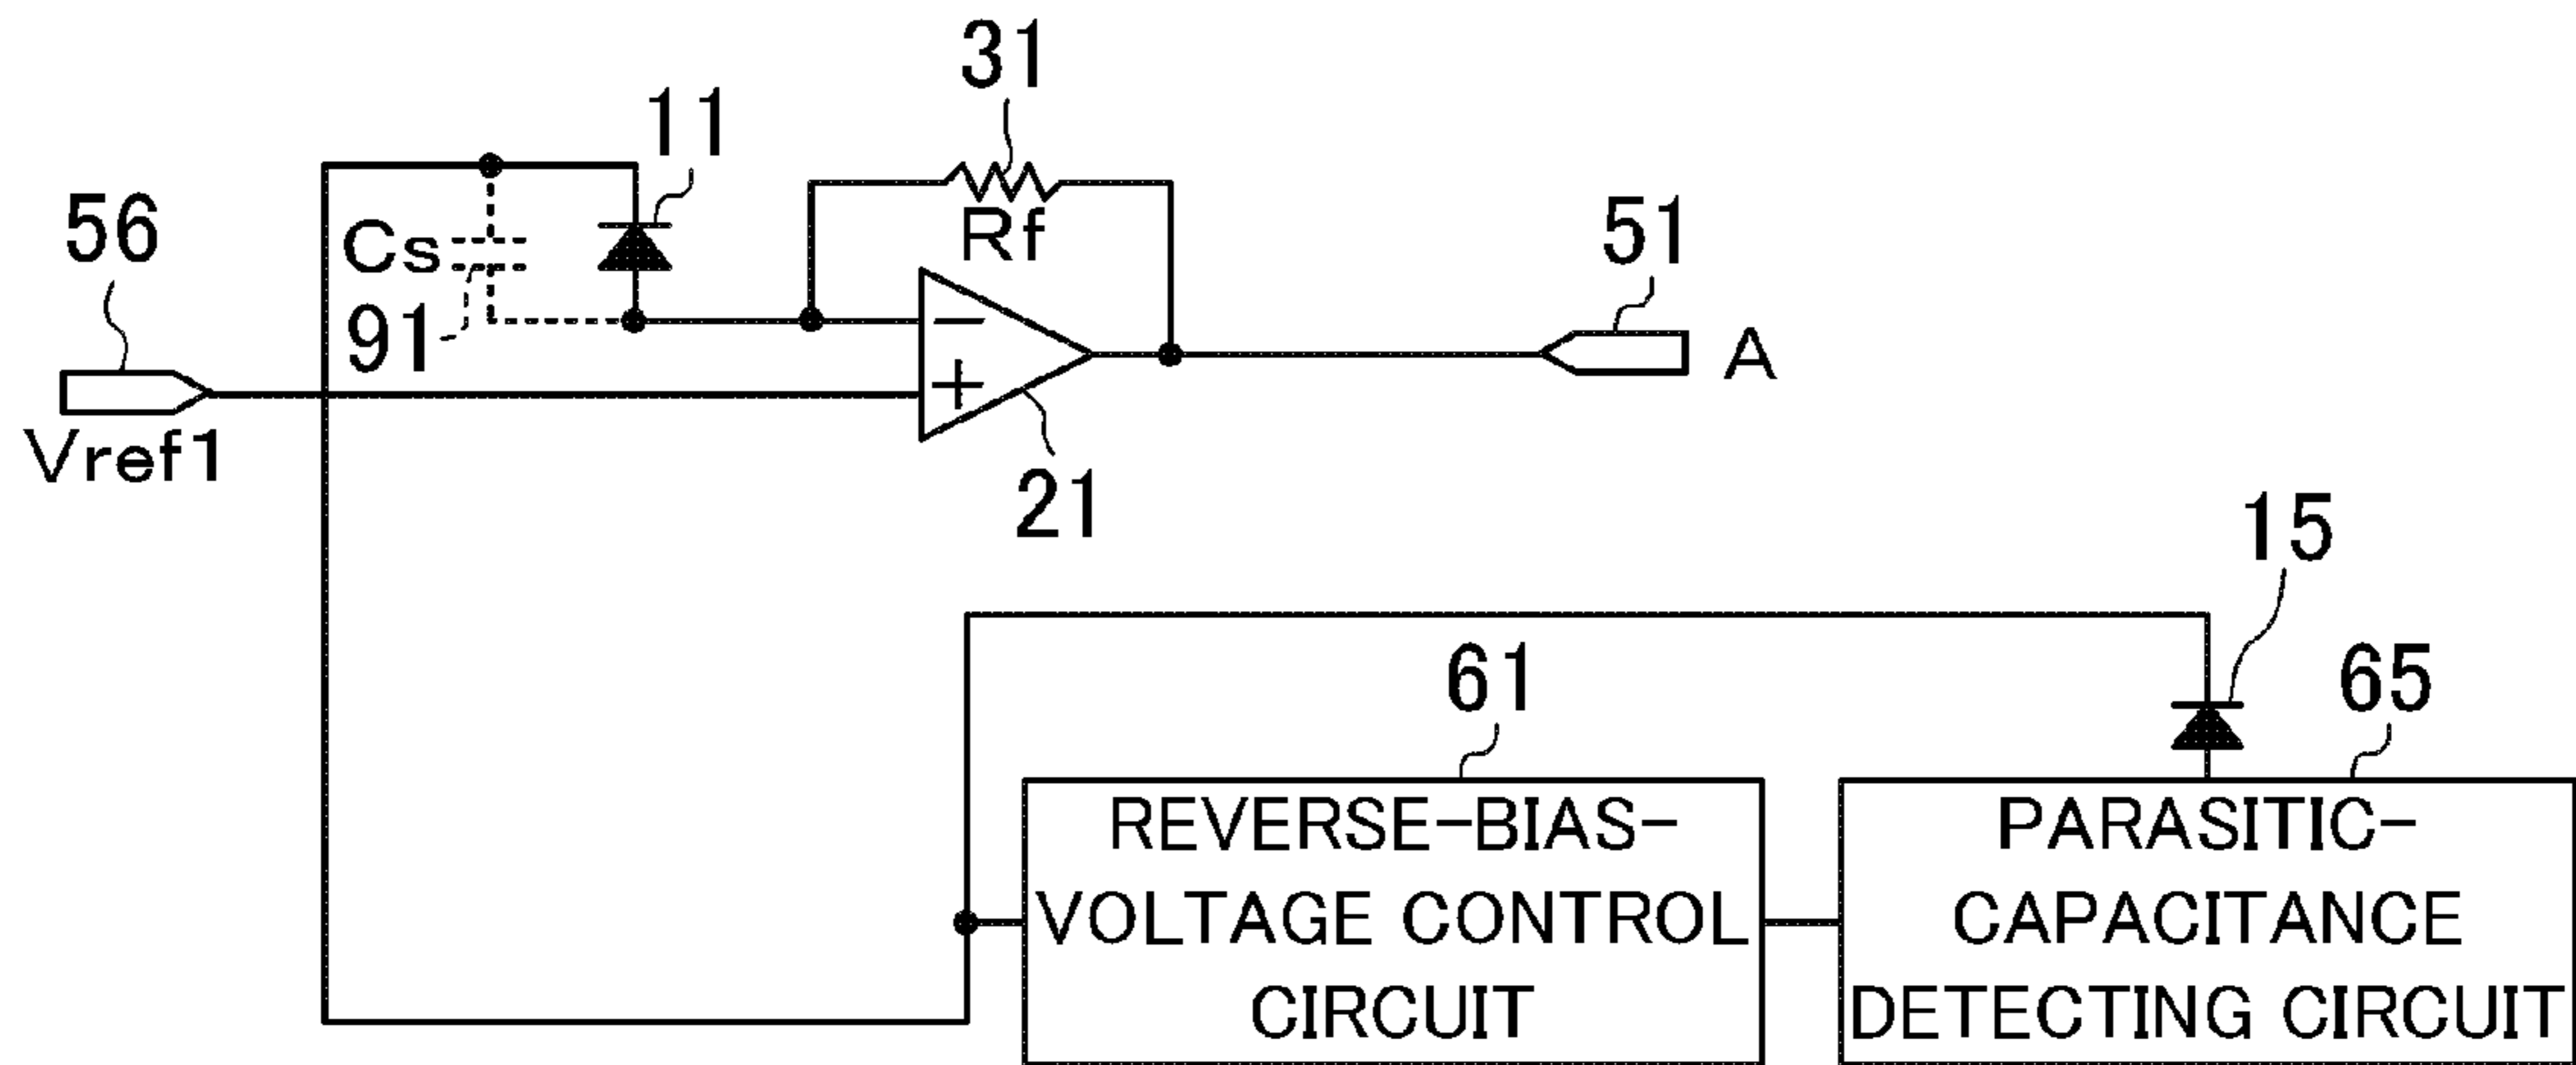 31
11
56
Cs
Rf
51
91
−
+
A
Vref1
21
15
61
65
REVERSE-BIAS-
VOLTAGE CONTROL
CIRCUIT
PARASITIC-
CAPACITANCE
DETECTING CIRCUIT